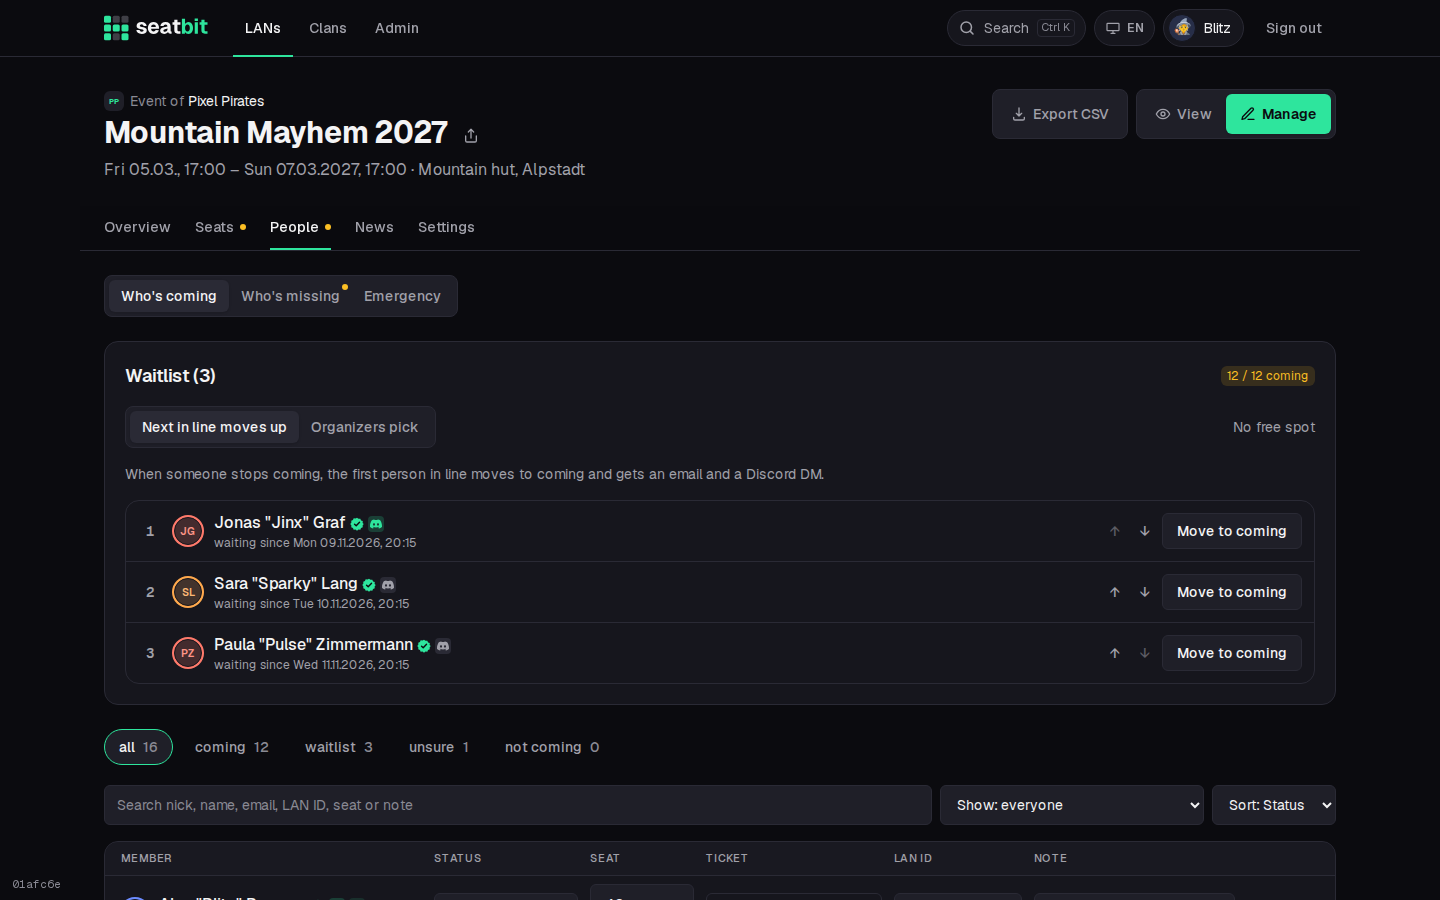 seatbit
LANs
Clans
Admin
Search Ctrl K
EN
Blitz
Sign out
PP Event of Pixel Pirates
Mountain Mayhem 2027
Fri 05.03., 17:00 – Sun 07.03.2027, 17:00 · Mountain hut, Alpstadt
Export CSV
View
Manage
Overview
Seats
People
News
Settings
Who's coming
Who's missing
Emergency
Waitlist (3)
12 / 12 coming
Next in line moves up
Organizers pick
No free spot
When someone stops coming, the first person in line moves to coming and gets an email and a Discord DM.
1 JG Jonas "Jinx" Graf
waiting since Mon 09.11.2026, 20:15
Move to coming
2 SL Sara "Sparky" Lang
waiting since Tue 10.11.2026, 20:15
Move to coming
3 PZ Paula "Pulse" Zimmermann
waiting since Wed 11.11.2026, 20:15
Move to coming
all 16
coming 12
waitlist 3
unsure 1
not coming 0
Search nick, name, email, LAN ID, seat or note
Show: everyone
Sort: Status
MEMBER STATUS SEAT TICKET LAN ID NOTE
01afc6e